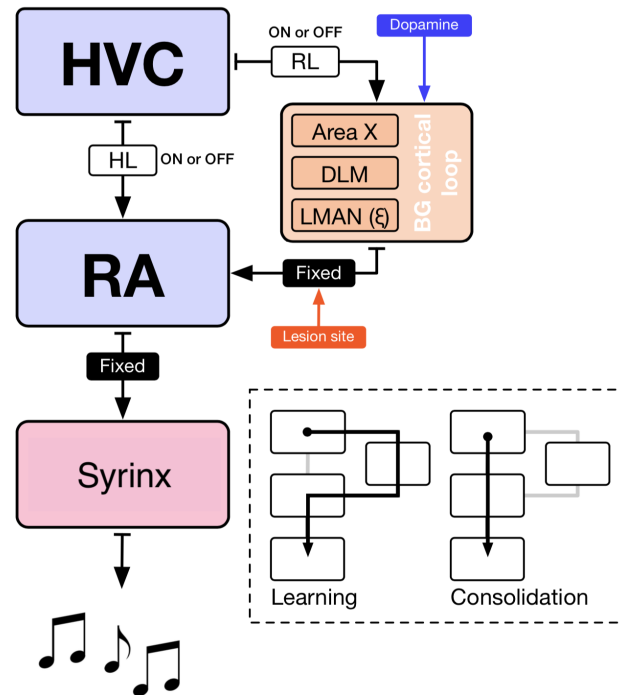 HVC
ON or OFF
RL
Dopamine
Area X
DLM
LMAN (ξ)
BG cortical
loop
HL
ON or OFF
RA
Fixed
Lesion site
Fixed
Syrinx
Learning
Consolidation